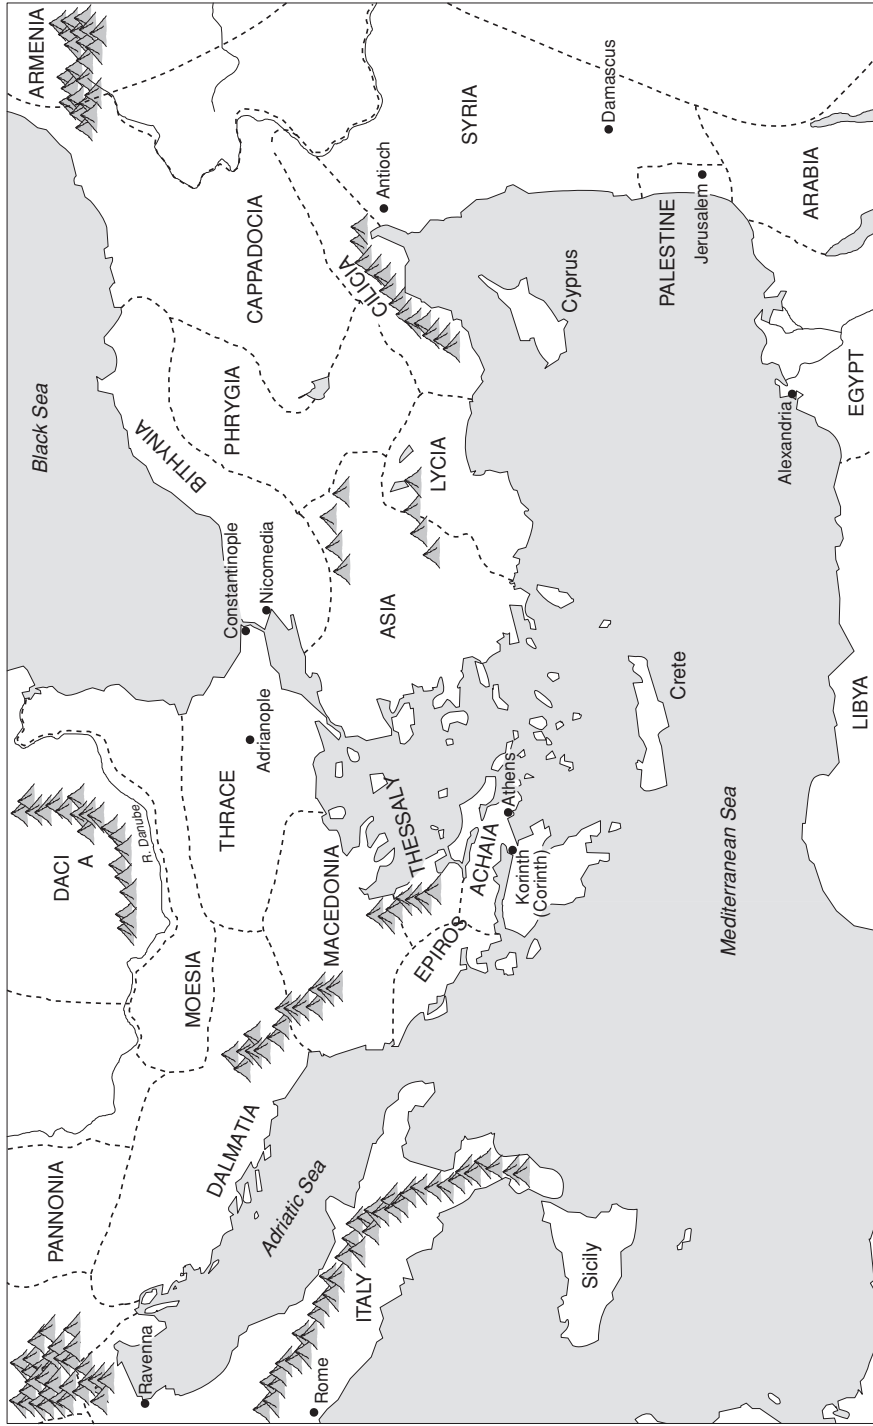 PANNONIA
DACI
A
R. Danube
Black Sea
ARMENIA
Ravenna
DALMATIA
MOESIA
THRACE
Adrianople
Constantinople
Nicomedia
BITHYNIA
PHRYGIA
CAPPADOCIA
Rome
ITALY
Adriatic Sea
MACEDONIA
THESSALY
EPIROS
ACHAIA
Athens
Korinth
(Corinth)
ASIA
LYCIA
CILICIA
Antioch
SYRIA
Sicily
Crete
Cyprus
Damascus
PALESTINE
Jerusalem
Mediterranean Sea
Alexandria
ARABIA
LIBYA
EGYPT